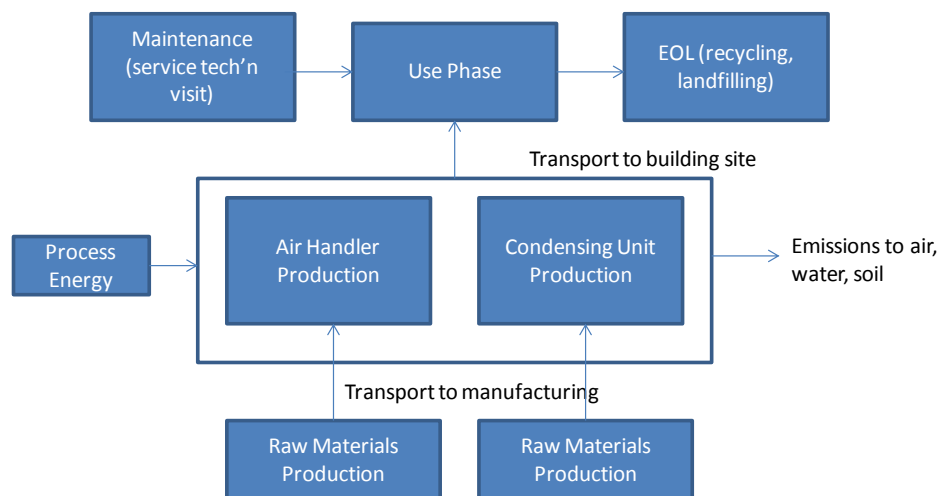 Maintenance
(service tech’n
visit)
Use Phase
EOL (recycling,
landfilling)
Transport to building site
Process
Energy
Air Handler
Production
Condensing Unit
Production
Emissions to air,
water, soil
Transport to manufacturing
Raw Materials
Production
Raw Materials
Production